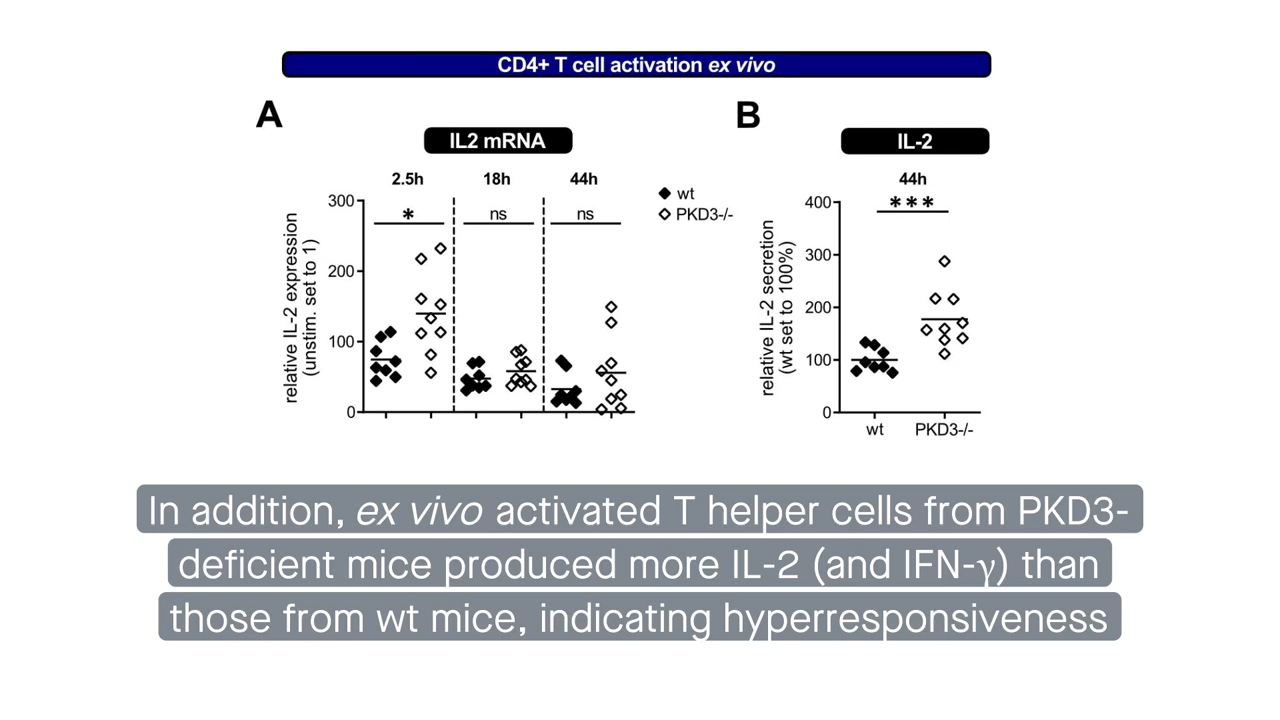 CD4+ T cell activation ex vivo
A
B
IL2 mRNA
IL-2
2.5h
18h
44h
44h
wt
PKD3-/-
*
ns
ns
***
relative IL-2 expression
(unstim. set to 1)
300
200
100
0
relative IL-2 secretion
(wt set to 100%)
400
300
200
100
0
wt
PKD3-/-
In addition, ex vivo activated T helper cells from PKD3-
deficient mice produced more IL-2 (and IFN-γ) than
those from wt mice, indicating hyperresponsiveness